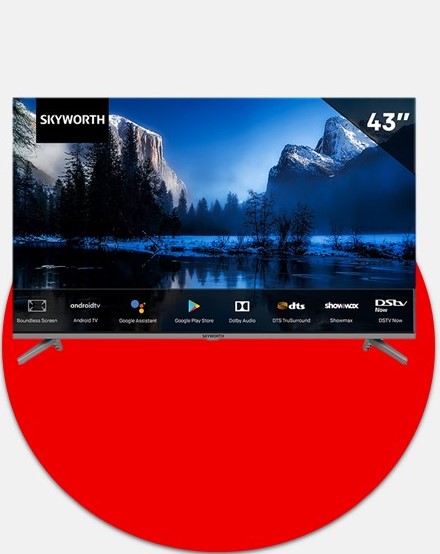 SKYWORTH
43"
androidtv
dts
showmax
DStv
Now
Boundless Screen
Android TV
Google Assistant
Google Play Store
Dolby Audio
DTS TruSurround
Showmax
DSTV Now
SKYWORTH